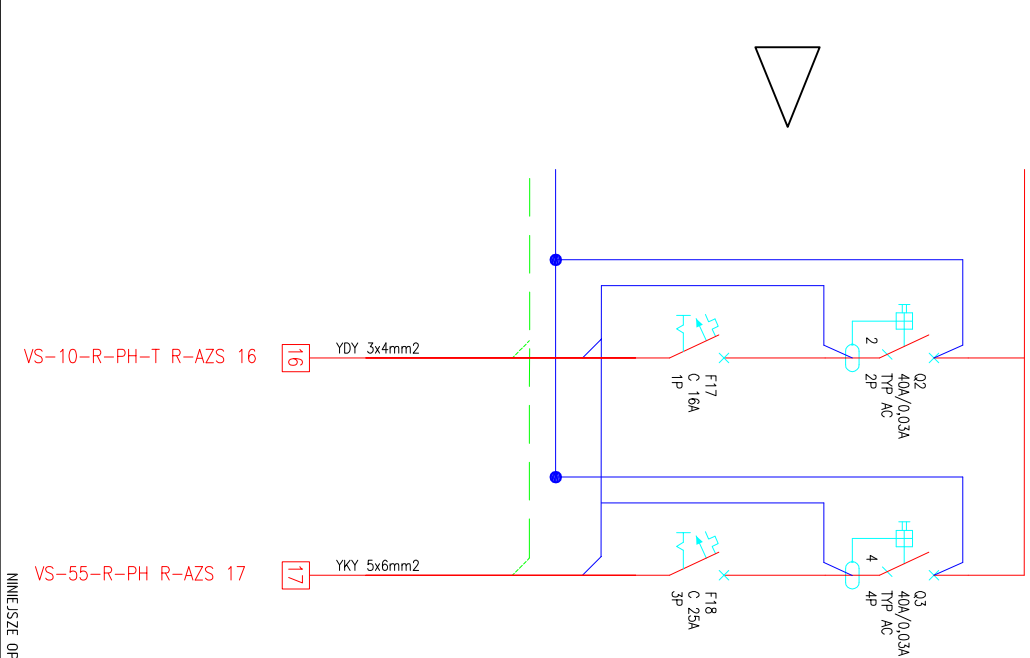 VS-10-R-PH-T R-AZS 16
16
YDY 3x4mm2
F17
C 16A
1P
2
Q2
40A/0,03A
TYP AC
2P
VS-55-R-PH R-AZS 17
17
YKY 5x6mm2
F18
C 25A
3P
4
Q3
40A/0,03A
TYP AC
4P
NINIEJSZE